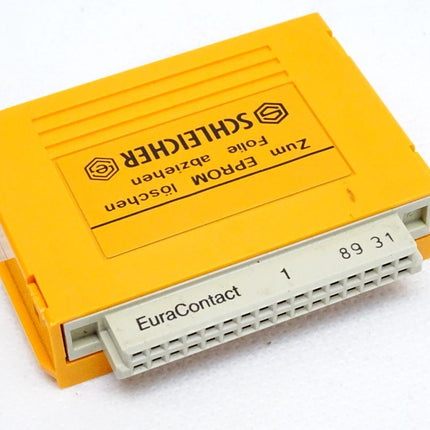 SCHLEICHER
Zum EPROM löschen
Folie abziehen
EuraContact 1 89 31